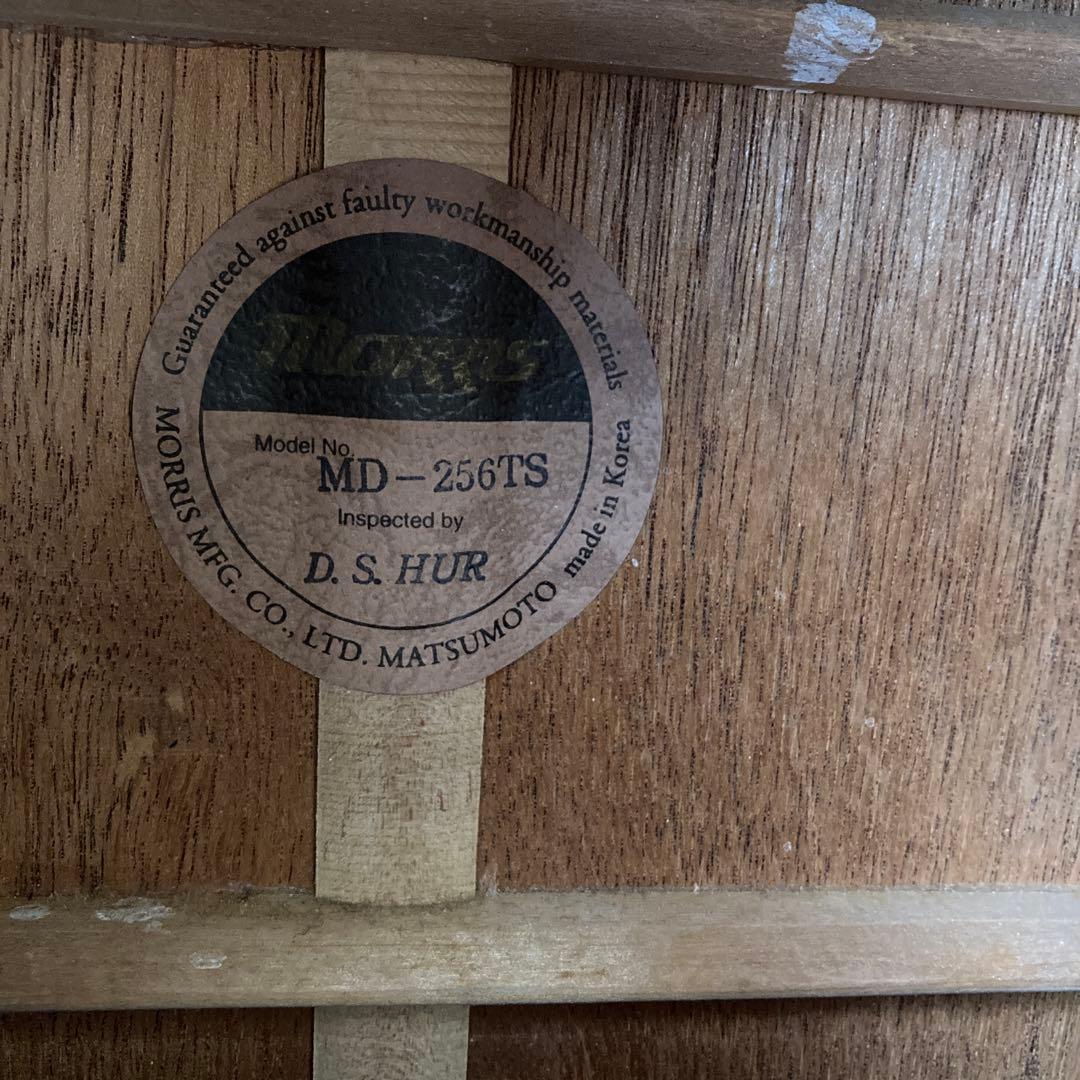 Guaranteed against faulty workmanship materials
Morris
Model No.
MD-256TS
Inspected by
D. S. HUR
MORRIS MFG. CO., LTD. MATSUMOTO made in Korea